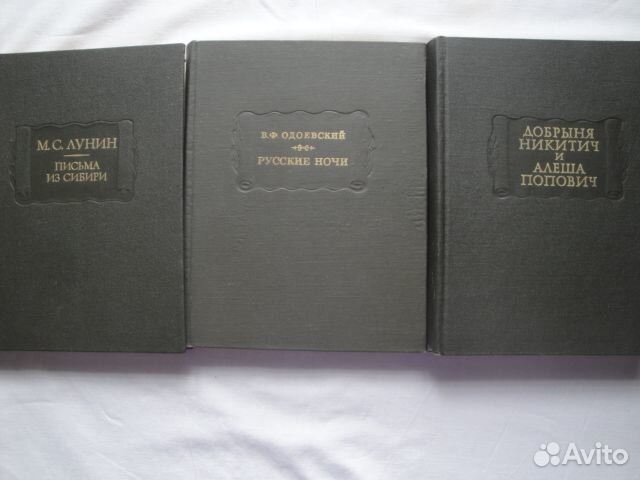 М.С. ЛУНИН
ПИСЬМА
ИЗ СИБИРИ
В.Ф. ОДОЕВСКИЙ
РУССКИЕ НОЧИ
ДОБРЫНЯ
НИКИТИЧ
И
АЛЕША
ПОПОВИЧ
Avito